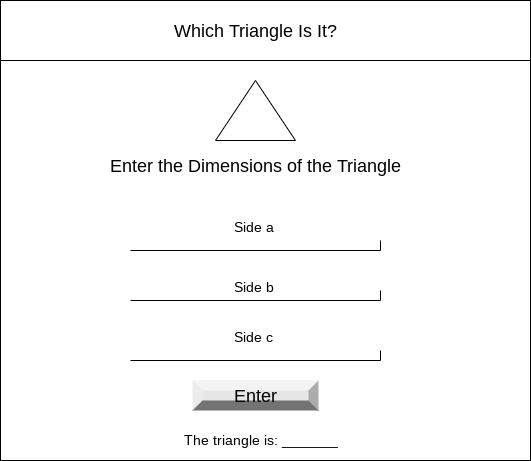 Which Triangle Is It?
Enter the Dimensions of the Triangle
Side a
Side b
Side c
Enter
The triangle is: _______